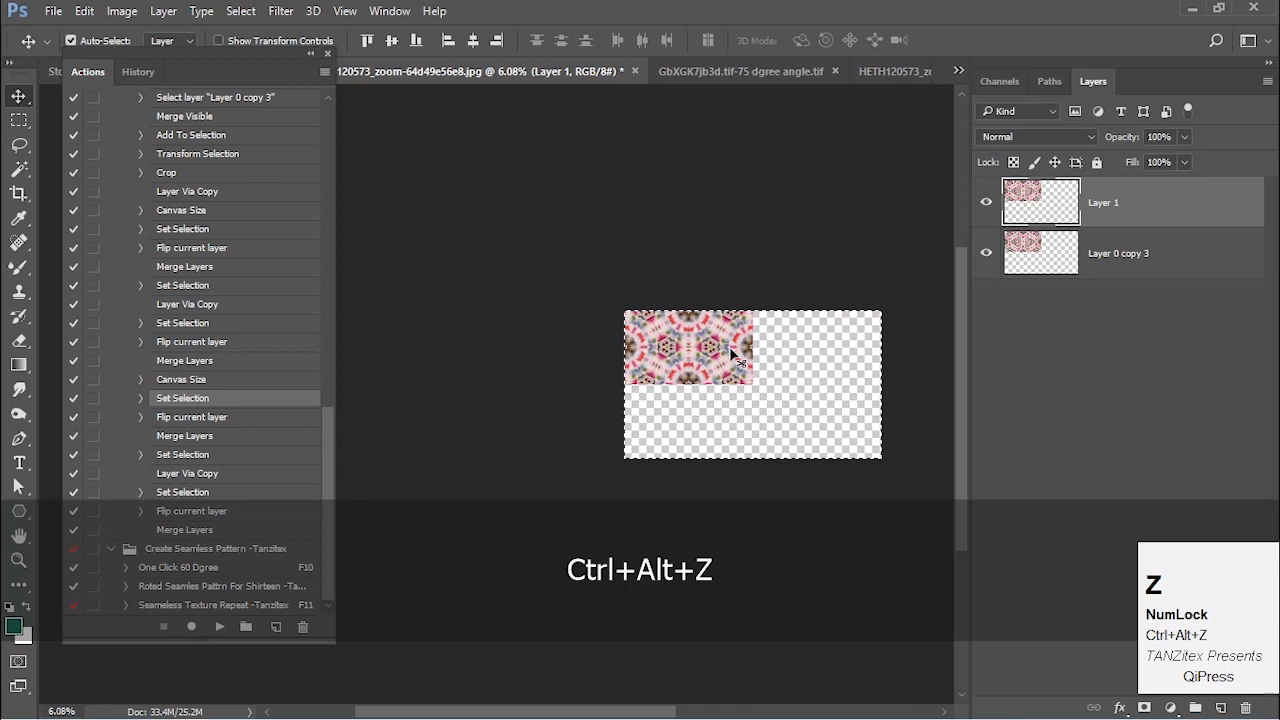 Ps File Edit Image Layer Type Select Filter 3D View Window Help
Auto-Select: Layer Show Transform Controls 3D Mode:
Sto 120573_zoom-64d49e56e8.jpg @ 6.08% (Layer 1, RGB/8#) * GbXGK7jb3d.tif-75 dgree angle.tif HETH120573_zo
Actions History
Select layer "Layer 0 copy 3"
Merge Visible
Add To Selection
Transform Selection
Crop
Layer Via Copy
Canvas Size
Set Selection
Flip current layer
Merge Layers
Set Selection
Layer Via Copy
Set Selection
Flip current layer
Merge Layers
Canvas Size
Set Selection
Flip current layer
Merge Layers
Set Selection
Layer Via Copy
Set Selection
Flip current layer
Merge Layers
Create Seamless Pattern -Tanzitex
One Click 60 Dgree F10
Roted Seamles Pattrn For Shirteen -Ta...
Seameless Texture Repeat -Tanzitex F11
Channels Paths Layers
Kind
Normal Opacity: 100%
Lock: Fill: 100%
Layer 1
Layer 0 copy 3
Ctrl+Alt+Z
Z
NumLock
Ctrl+Alt+Z
TANZitex Presents
QiPress
6.08% Doc: 33.4M/25.2M